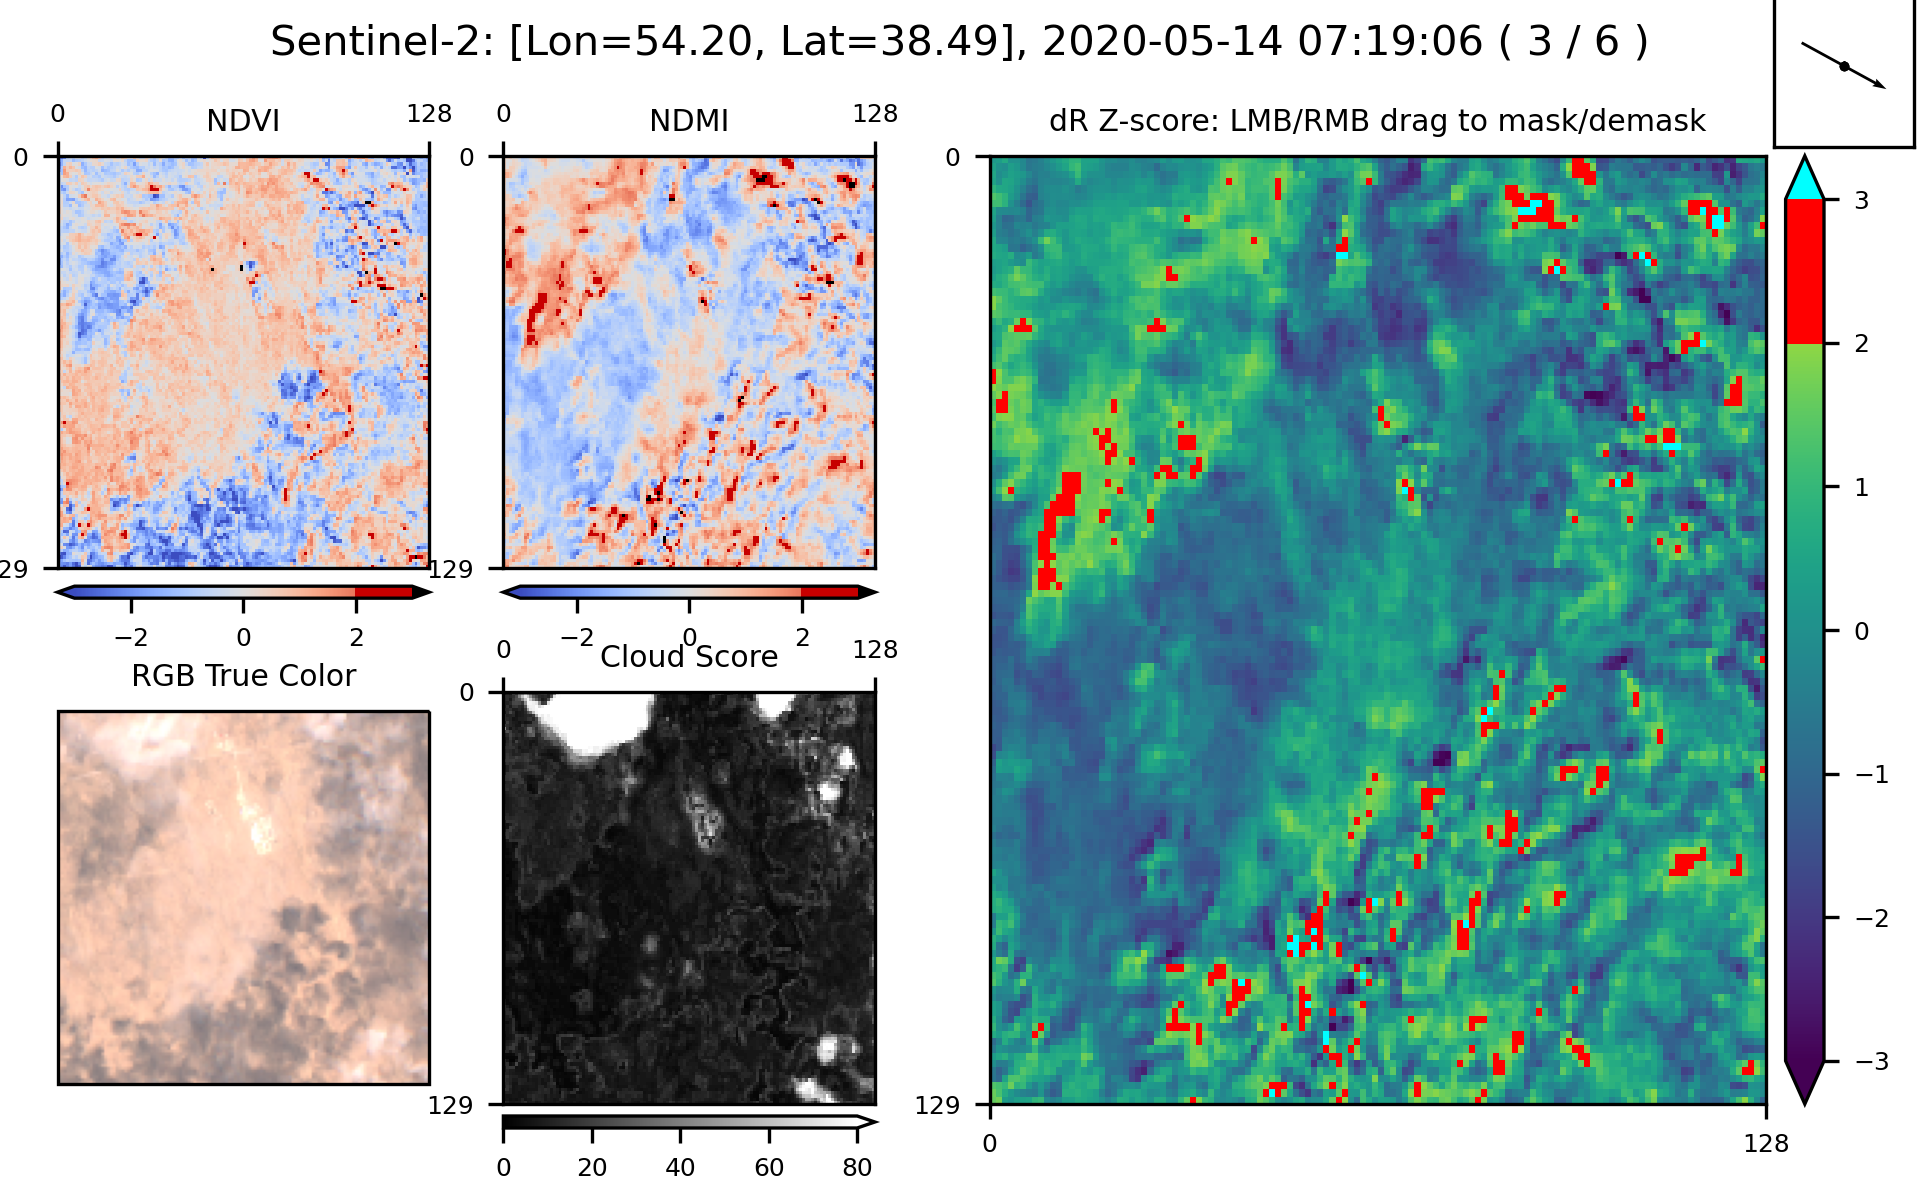 Sentinel-2: [Lon=54.20, Lat=38.49], 2020-05-14 07:19:06 ( 3 / 6 )
NDVI
0 128
0
29
−2 0 2
NDMI
0 128
0
129
−2 0 2
dR Z-score: LMB/RMB drag to mask/demask
0
129
0 128
3
2
1
0
−1
−2
−3
RGB True Color
Cloud Score
0 128
0
129
0 20 40 60 80